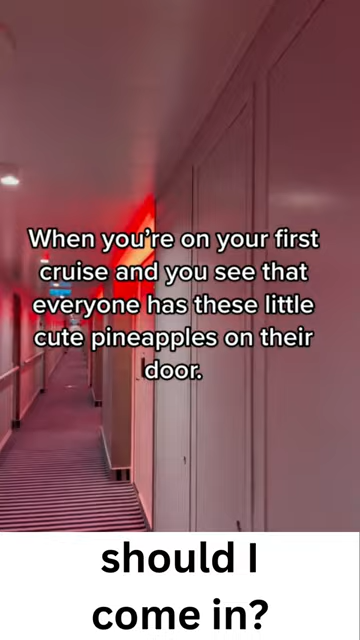 When you're on your first
cruise and you see that
everyone has these little
cute pineapples on their
door.
should I
come in?